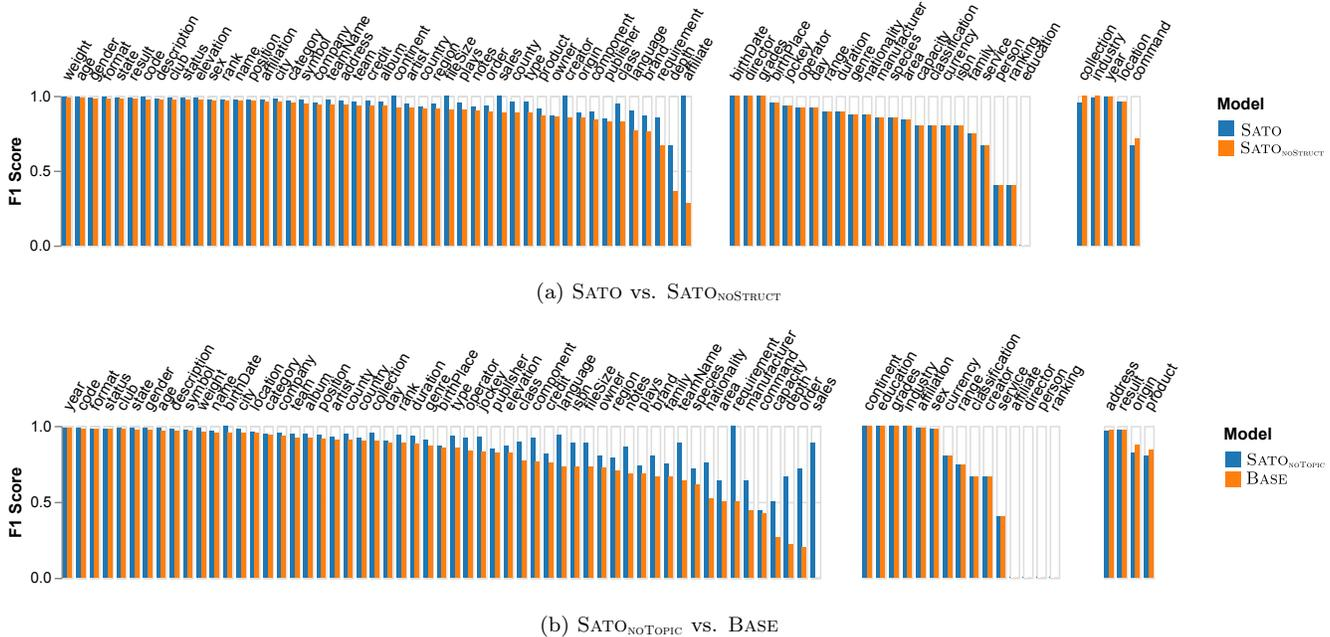 weight
age
gender
format
state
result
code
description
club
status
elevation
sex
rank
name
position
affiliation
city
category
symbol
company
teamName
address
team
credit
album
continent
artist
country
region
fileSize
plays
notes
order
sales
county
type
product
owner
creator
origin
component
publisher
class
language
brand
requirement
depth
affiliate
birthDate
director
grades
birthPlace
jockey
operator
day
range
duration
genre
nationality
manufacturer
species
area
capacity
classification
currency
isbn
family
service
person
ranking
education
collection
industry
year
location
command
F1 Score
1.0
0.5
0.0
Model
SATO
SATOnoStruct
(a) SATO vs. SATOnoStruct
year
code
format
status
club
state
gender
age
description
symbol
weight
name
birthDate
city
location
category
company
team
album
position
artist
county
country
collection
day
rank
duration
genre
birthPlace
type
operator
jockey
publisher
elevation
class
component
credit
language
isbn
fileSize
owner
region
notes
plays
brand
family
teamName
species
nationality
area
requirement
manufacturer
command
capacity
depth
order
sales
continent
education
grades
industry
affiliation
sex
currency
range
classification
creator
service
affiliate
director
person
ranking
address
result
origin
product
F1 Score
1.0
0.5
0.0
Model
SATOnoTopic
BASE
(b) SATOnoTopic vs. BASE